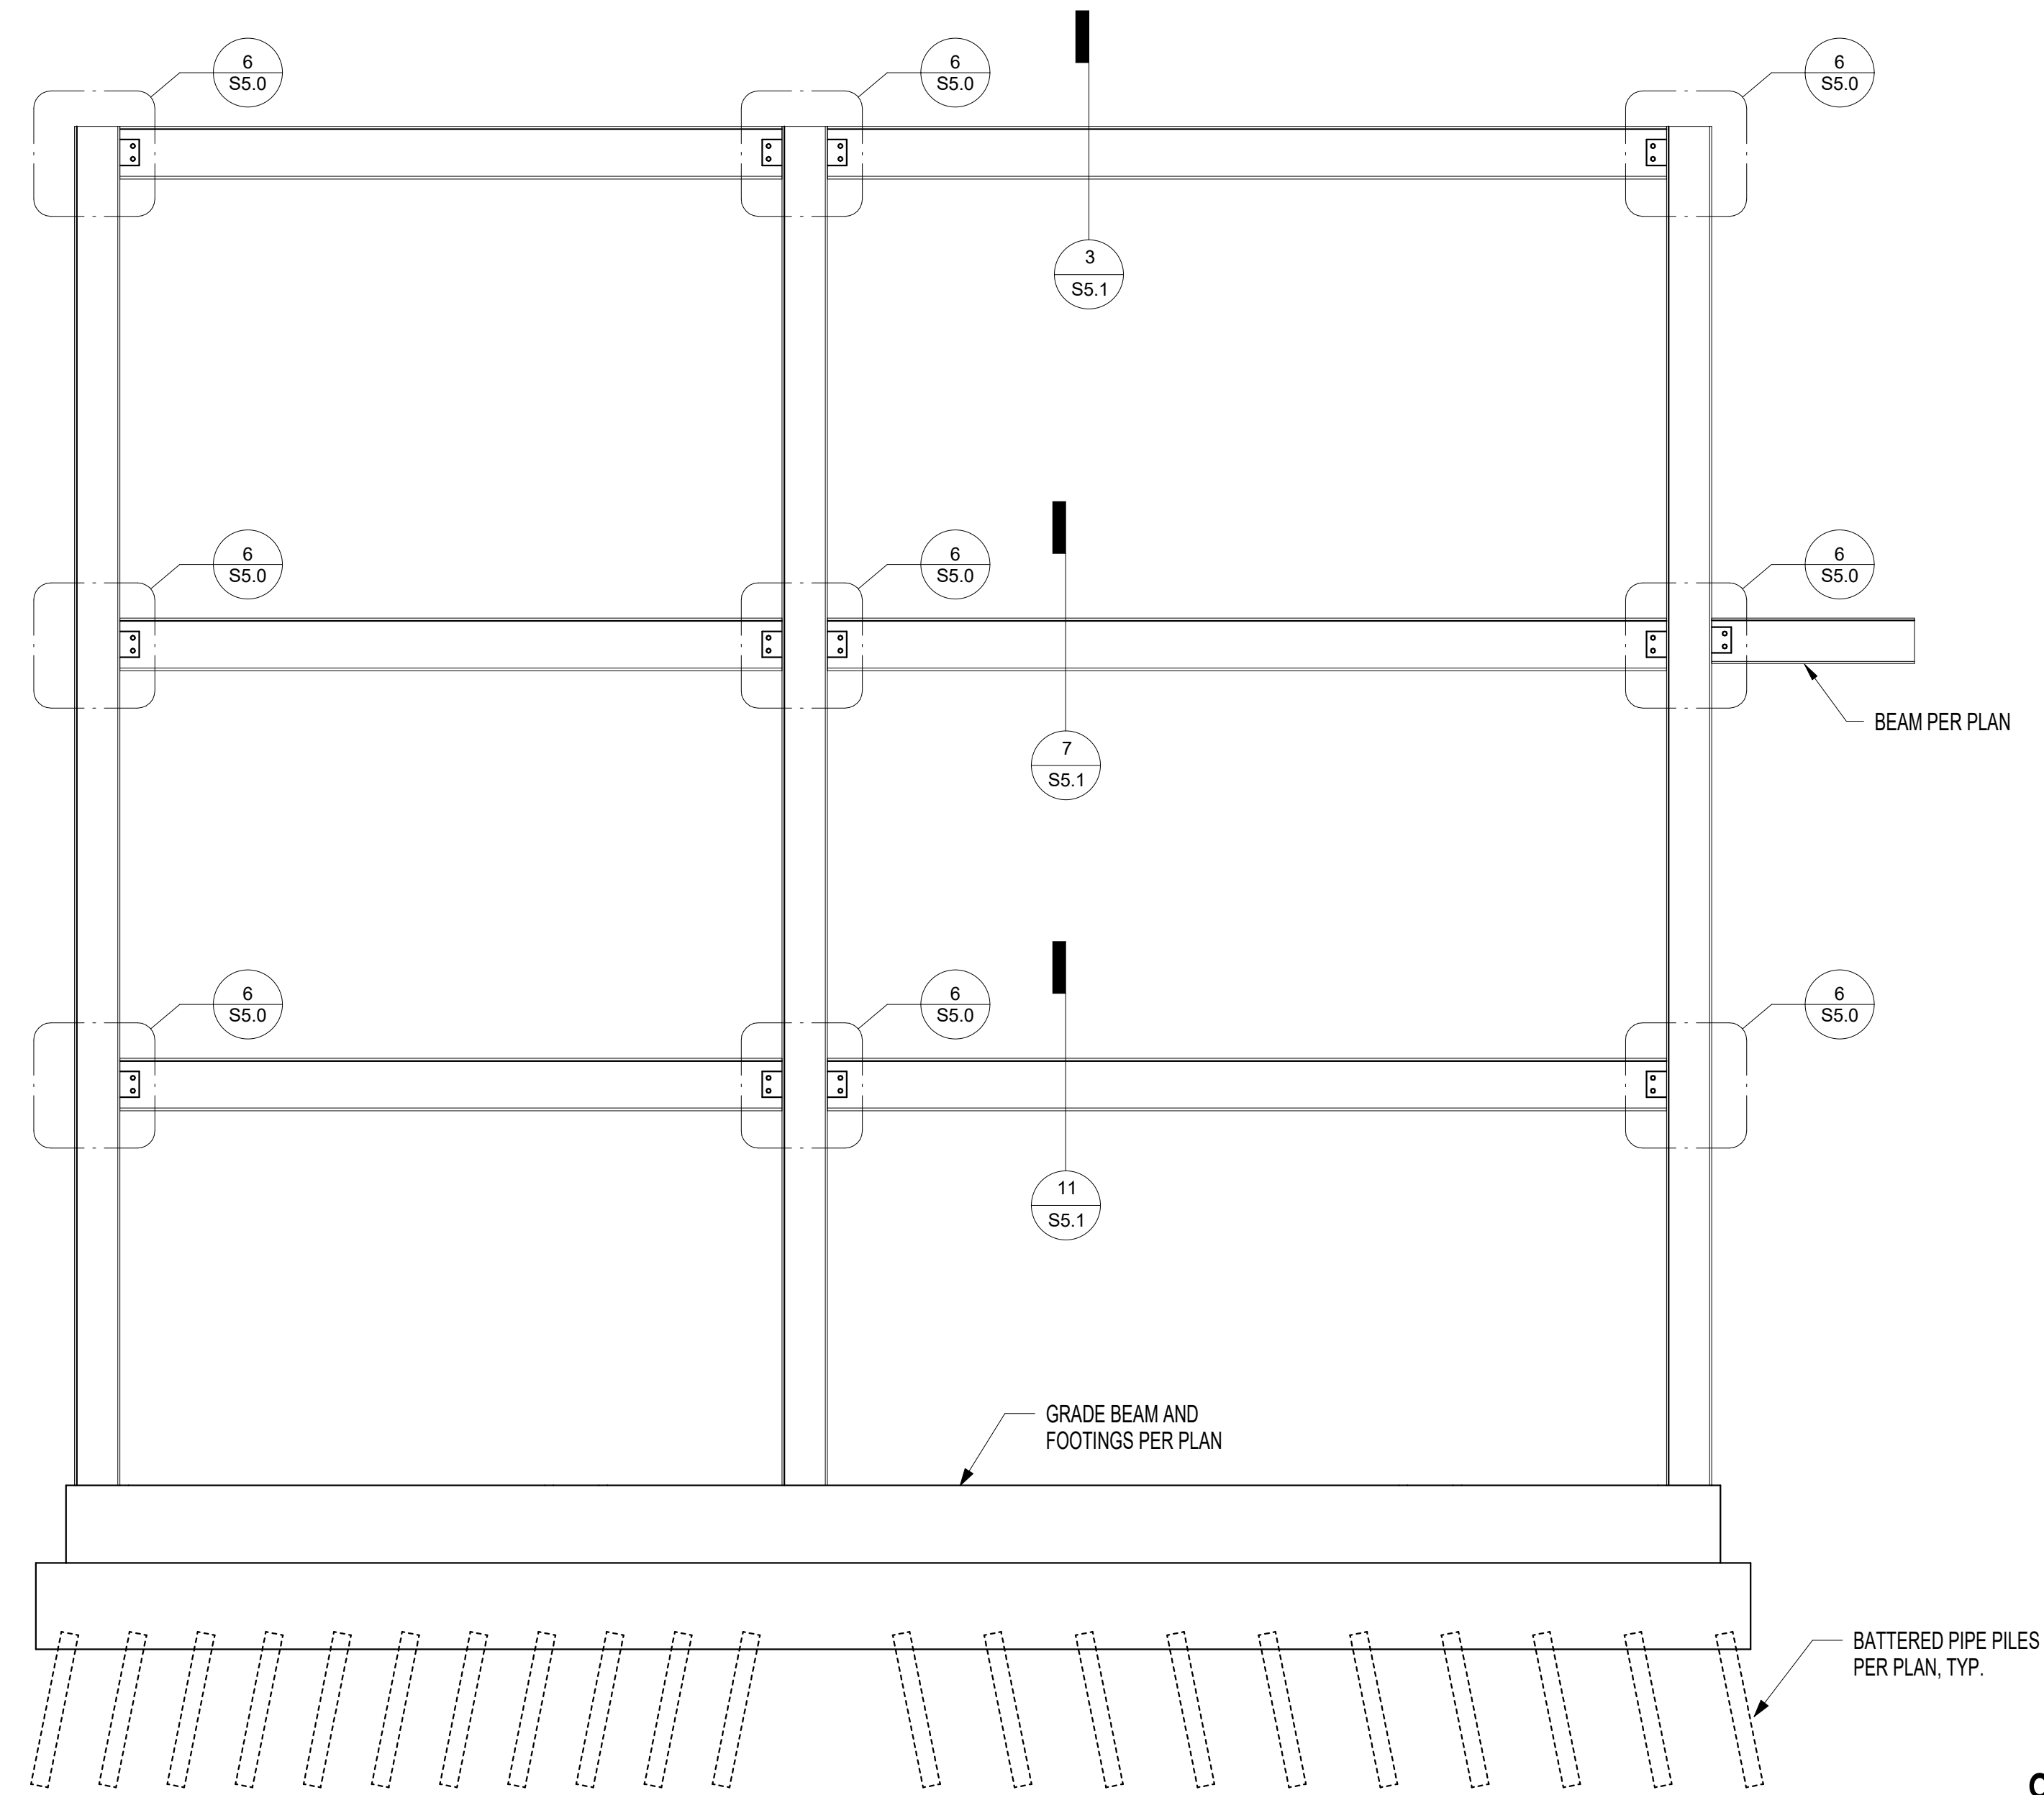 6
S5.0
6
S5.0
6
S5.0
3
S5.1
6
S5.0
6
S5.0
6
S5.0
BEAM PER PLAN
7
S5.1
6
S5.0
6
S5.0
6
S5.0
11
S5.1
GRADE BEAM AND
FOOTINGS PER PLAN
BATTERED PIPE PILES
PER PLAN, TYP.